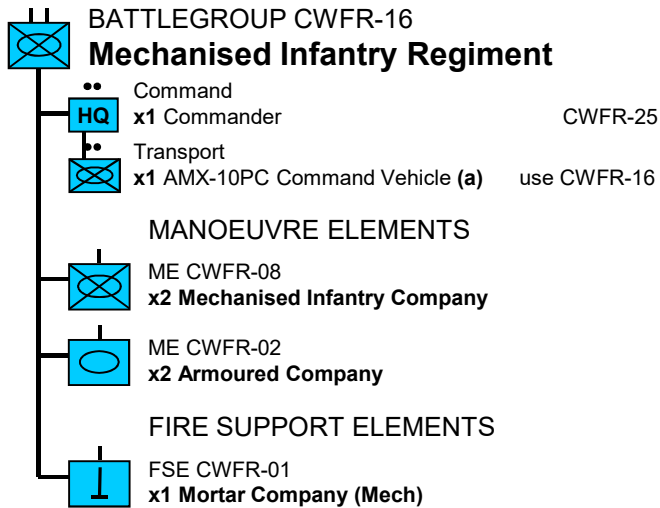 BATTLEGROUP CWFR-16
Mechanised Infantry Regiment
Command
HQ x1 Commander CWFR-25
Transport
x1 AMX-10PC Command Vehicle (a) use CWFR-16
MANOEUVRE ELEMENTS
ME CWFR-08
x2 Mechanised Infantry Company
ME CWFR-02
x2 Armoured Company
FIRE SUPPORT ELEMENTS
FSE CWFR-01
x1 Mortar Company (Mech)